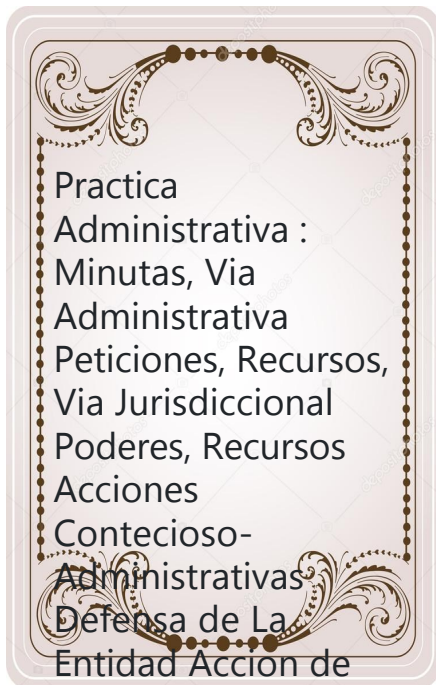 Practica
Administrativa :
Minutas, Via
Administrativa
Peticiones, Recursos,
Via Jurisdiccional
Poderes, Recursos
Acciones
Contecioso-
Administrativas
Defensa de La
Entidad Accion de